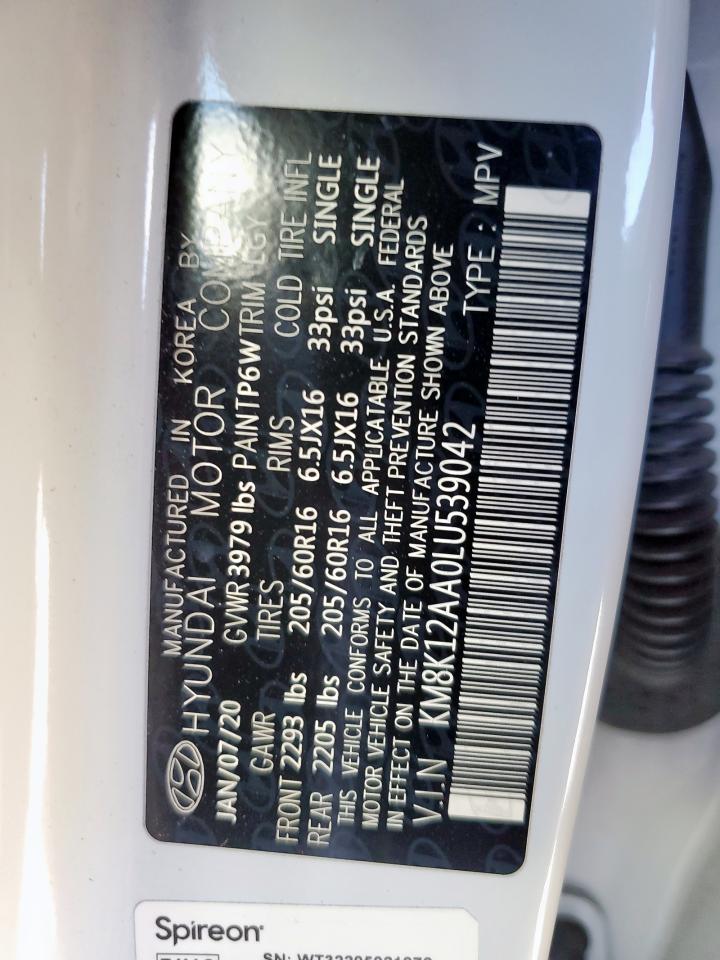 MANUFACTURED IN KOREA BY
HYUNDAI MOTOR COMPANY
JAN/07/20 GVWR 3979 lbs PAINT P6W TRIM EGY
GAWR TIRES RIMS COLD TIRE INFL
FRONT 2293 lbs 205/60R16 6.5JX16 33psi SINGLE
REAR 2205 lbs 205/60R16 6.5JX16 33psi SINGLE
THIS VEHICLE CONFORMS TO ALL APPLICATABLE U.S.A. FEDERAL
MOTOR VEHICLE SAFETY AND THEFT PREVENTION STANDARDS
IN EFFECT ON THE DATE OF MANUFACTURE SHOWN ABOVE
V.I.N KM8K12AA0LU539042 TYPE : MPV
Spireon
SN: